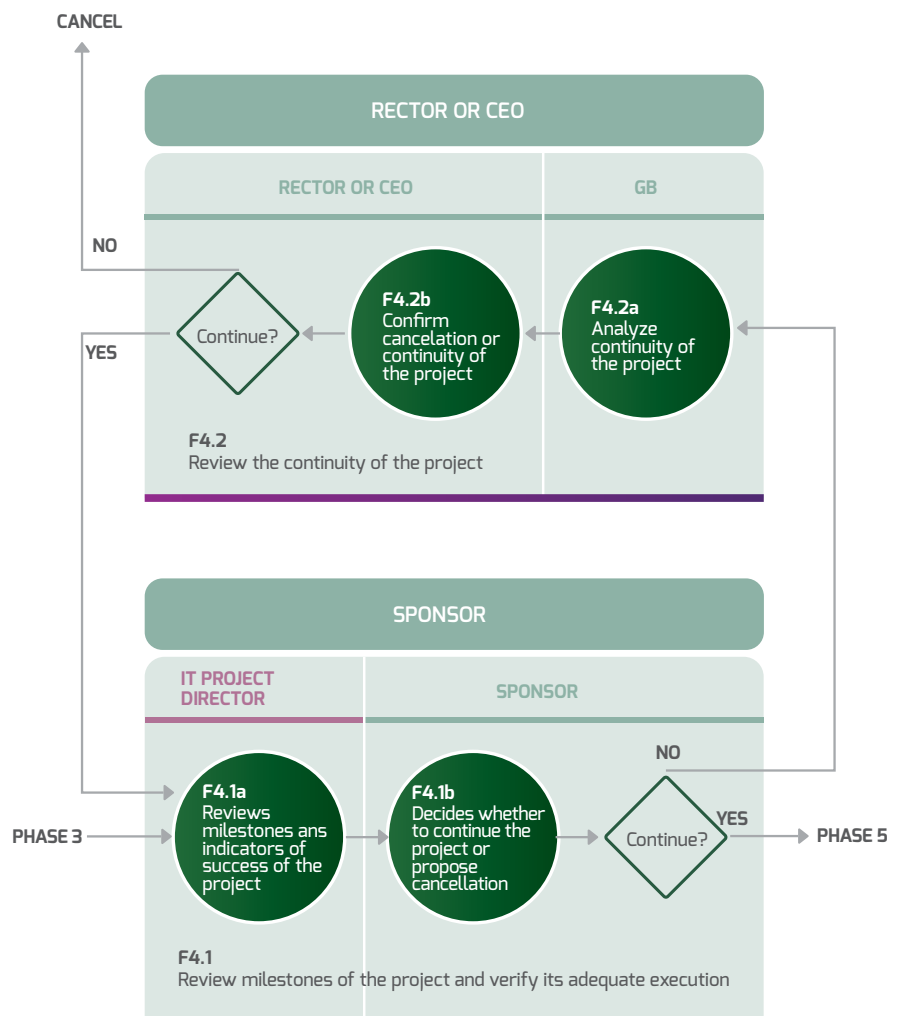 CANCEL
RECTOR OR CEO
RECTOR OR CEO
GB
NO
YES
Continue?
F4.2b
Confirm
cancelation or
continuity of
the project
F4.2a
Analyze
continuity of
the project
F4.2
Review the continuity of the project
SPONSOR
IT PROJECT
DIRECTOR
SPONSOR
PHASE 3
F4.1a
Reviews
milestones ans
indicators of
success of the
project
F4.1b
Decides whether
to continue the
project or
propose
cancellation
NO
Continue?
YES
PHASE 5
F4.1
Review milestones of the project and verify its adequate execution